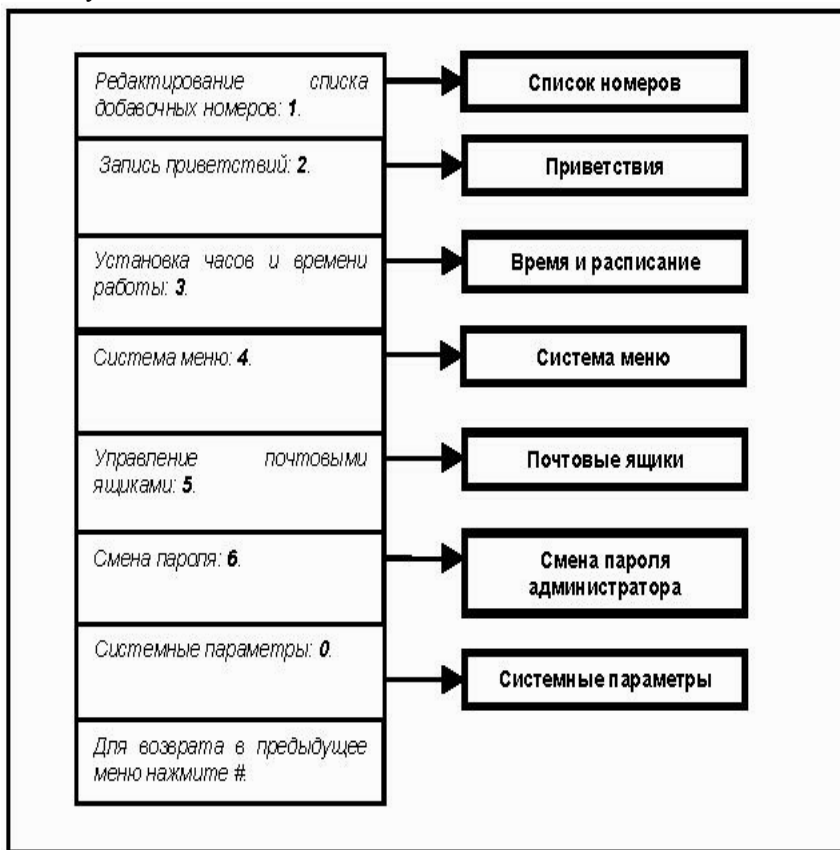 Редактирование списка
добавочных номеров: 1.
Список номеров
Запись приветствий: 2.
Приветствия
Установка часов и времени
работы: 3.
Время и расписание
Система меню: 4.
Система меню
Управление почтовыми
ящиками: 5.
Почтовые ящики
Смена пароля: 6.
Смена пароля
администратора
Системные параметры: 0.
Системные параметры
Для возврата в предыдущее
меню нажмите #.